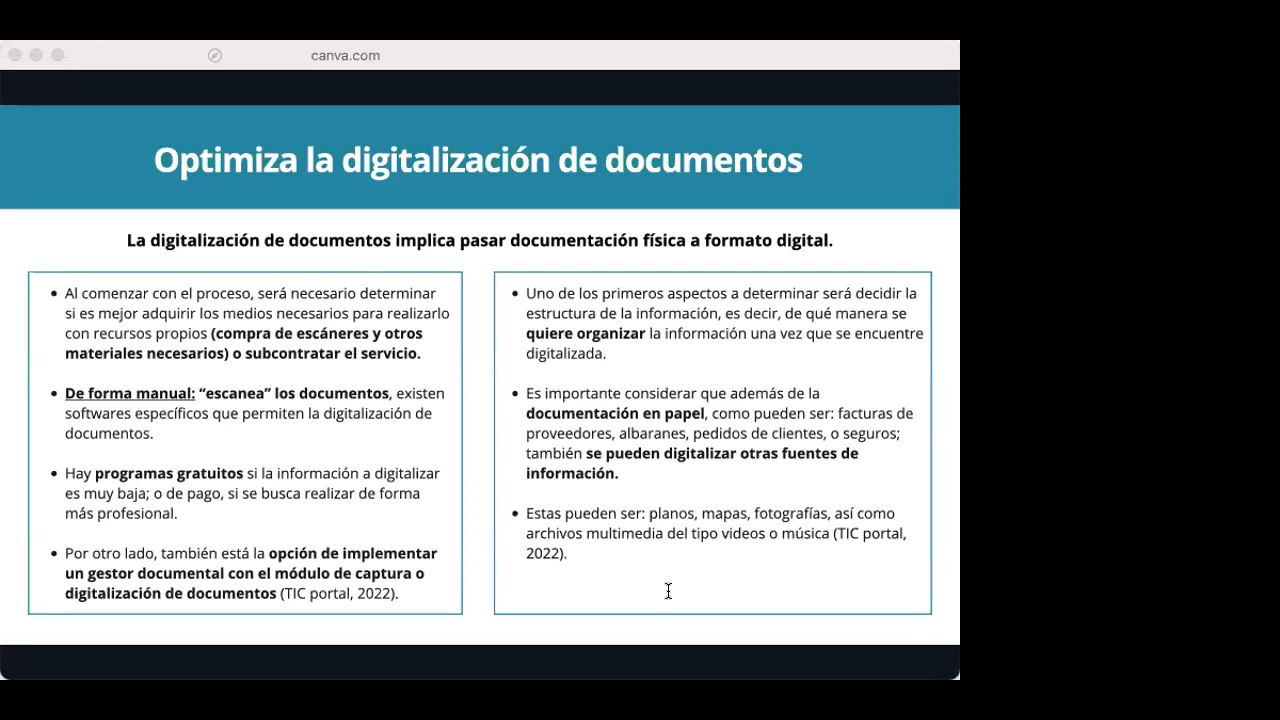 canva.com
Optimiza la digitalización de documentos
La digitalización de documentos implica pasar documentación física a formato digital.
• Al comenzar con el proceso, será necesario determinar
si es mejor adquirir los medios necesarios para realizarlo
con recursos propios (compra de escáneres y otros
materiales necesarios) o subcontratar el servicio.
• De forma manual: “escanea” los documentos, existen
softwares específicos que permiten la digitalización de
documentos.
• Hay programas gratuitos si la información a digitalizar
es muy baja; o de pago, si se busca realizar de forma
más profesional.
• Por otro lado, también está la opción de implementar
un gestor documental con el módulo de captura o
digitalización de documentos (TIC portal, 2022).
• Uno de los primeros aspectos a determinar será decidir la
estructura de la información, es decir, de qué manera se
quiere organizar la información una vez que se encuentre
digitalizada.
• Es importante considerar que además de la
documentación en papel, como pueden ser: facturas de
proveedores, albaranes, pedidos de clientes, o seguros;
también se pueden digitalizar otras fuentes de
información.
• Estas pueden ser: planos, mapas, fotografías, así como
archivos multimedia del tipo videos o música (TIC portal,
2022).